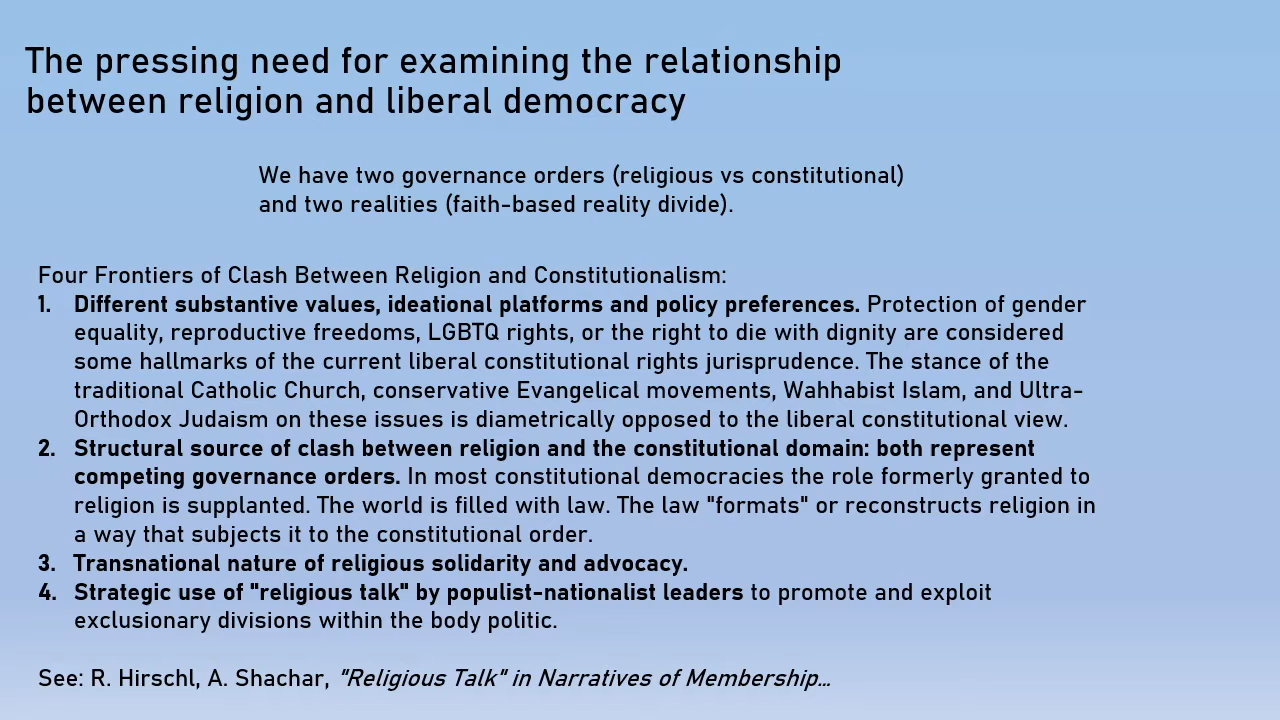 The pressing need for examining the relationship
between religion and liberal democracy
We have two governance orders (religious vs constitutional)
and two realities (faith-based reality divide).
Four Frontiers of Clash Between Religion and Constitutionalism:
1. Different substantive values, ideational platforms and policy preferences. Protection of gender
equality, reproductive freedoms, LGBTQ rights, or the right to die with dignity are considered
some hallmarks of the current liberal constitutional rights jurisprudence. The stance of the
traditional Catholic Church, conservative Evangelical movements, Wahhabist Islam, and Ultra-
Orthodox Judaism on these issues is diametrically opposed to the liberal constitutional view.
2. Structural source of clash between religion and the constitutional domain: both represent
competing governance orders. In most constitutional democracies the role formerly granted to
religion is supplanted. The world is filled with law. The law "formats" or reconstructs religion in
a way that subjects it to the constitutional order.
3. Transnational nature of religious solidarity and advocacy.
4. Strategic use of "religious talk" by populist-nationalist leaders to promote and exploit
exclusionary divisions within the body politic.
See: R. Hirschl, A. Shachar, "Religious Talk" in Narratives of Membership...